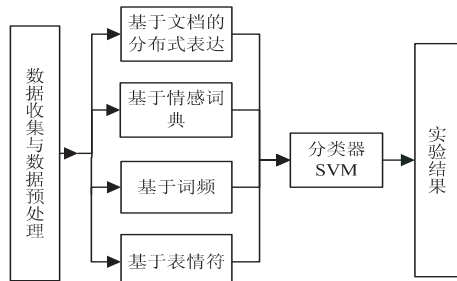 数据收集与数据预处理
基于文档的
分布式表达
基于情感词
典
基于词频
基于表情符
分类器
SVM
实验结果